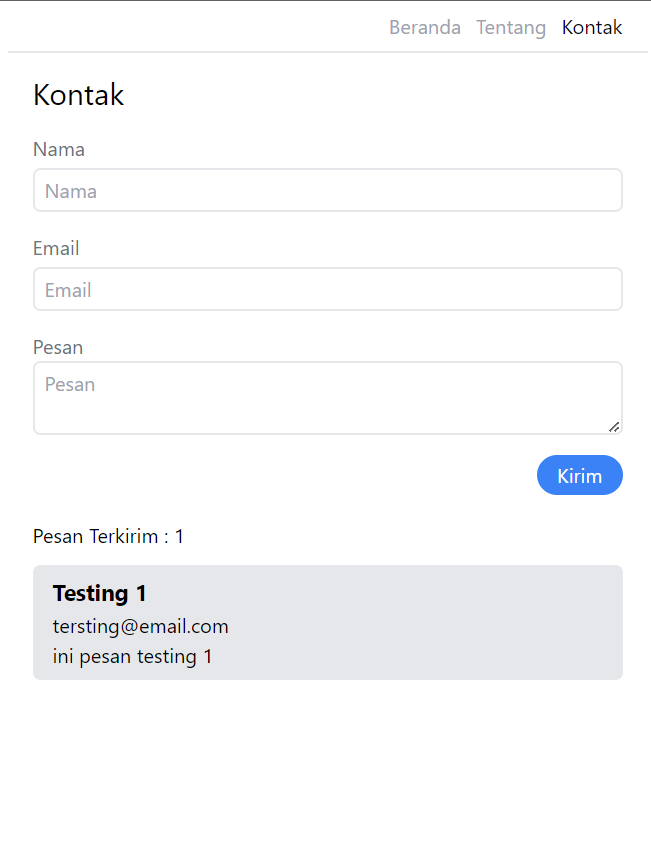 Beranda Tentang Kontak
Kontak
Nama
Nama
Email
Email
Pesan
Pesan
Kirim
Pesan Terkirim : 1
Testing 1
tersting@email.com
ini pesan testing 1